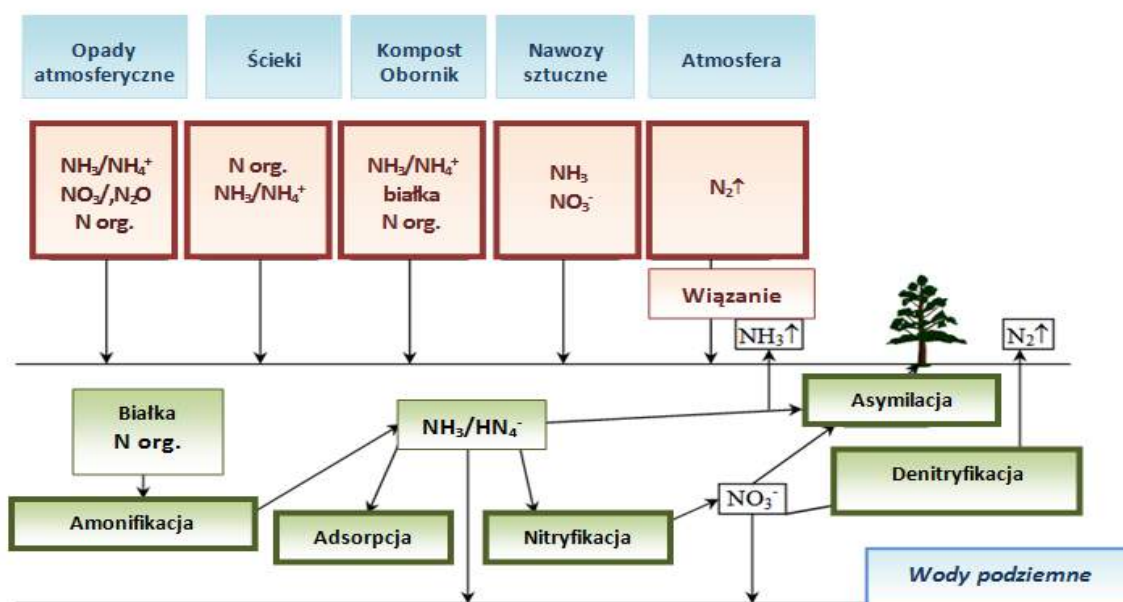 Opady
atmosferyczne
Ścieki
Kompost
Obornik
Nawozy
sztuczne
Atmosfera
NH₃/NH₄⁺
NO₃/,N₂O
N org.
N org.
NH₃/NH₄⁺
NH₃/NH₄⁺
białka
N org.
NH₃
NO₃⁻
N₂↑
Wiązanie
NH₃↑
N₂↑
Białka
N org.
NH₃/HN₄⁻
Asymilacja
Amonifikacja
Adsorpcja
Nitryfikacja
NO₃⁻
Denitryfikacja
Wody podziemne